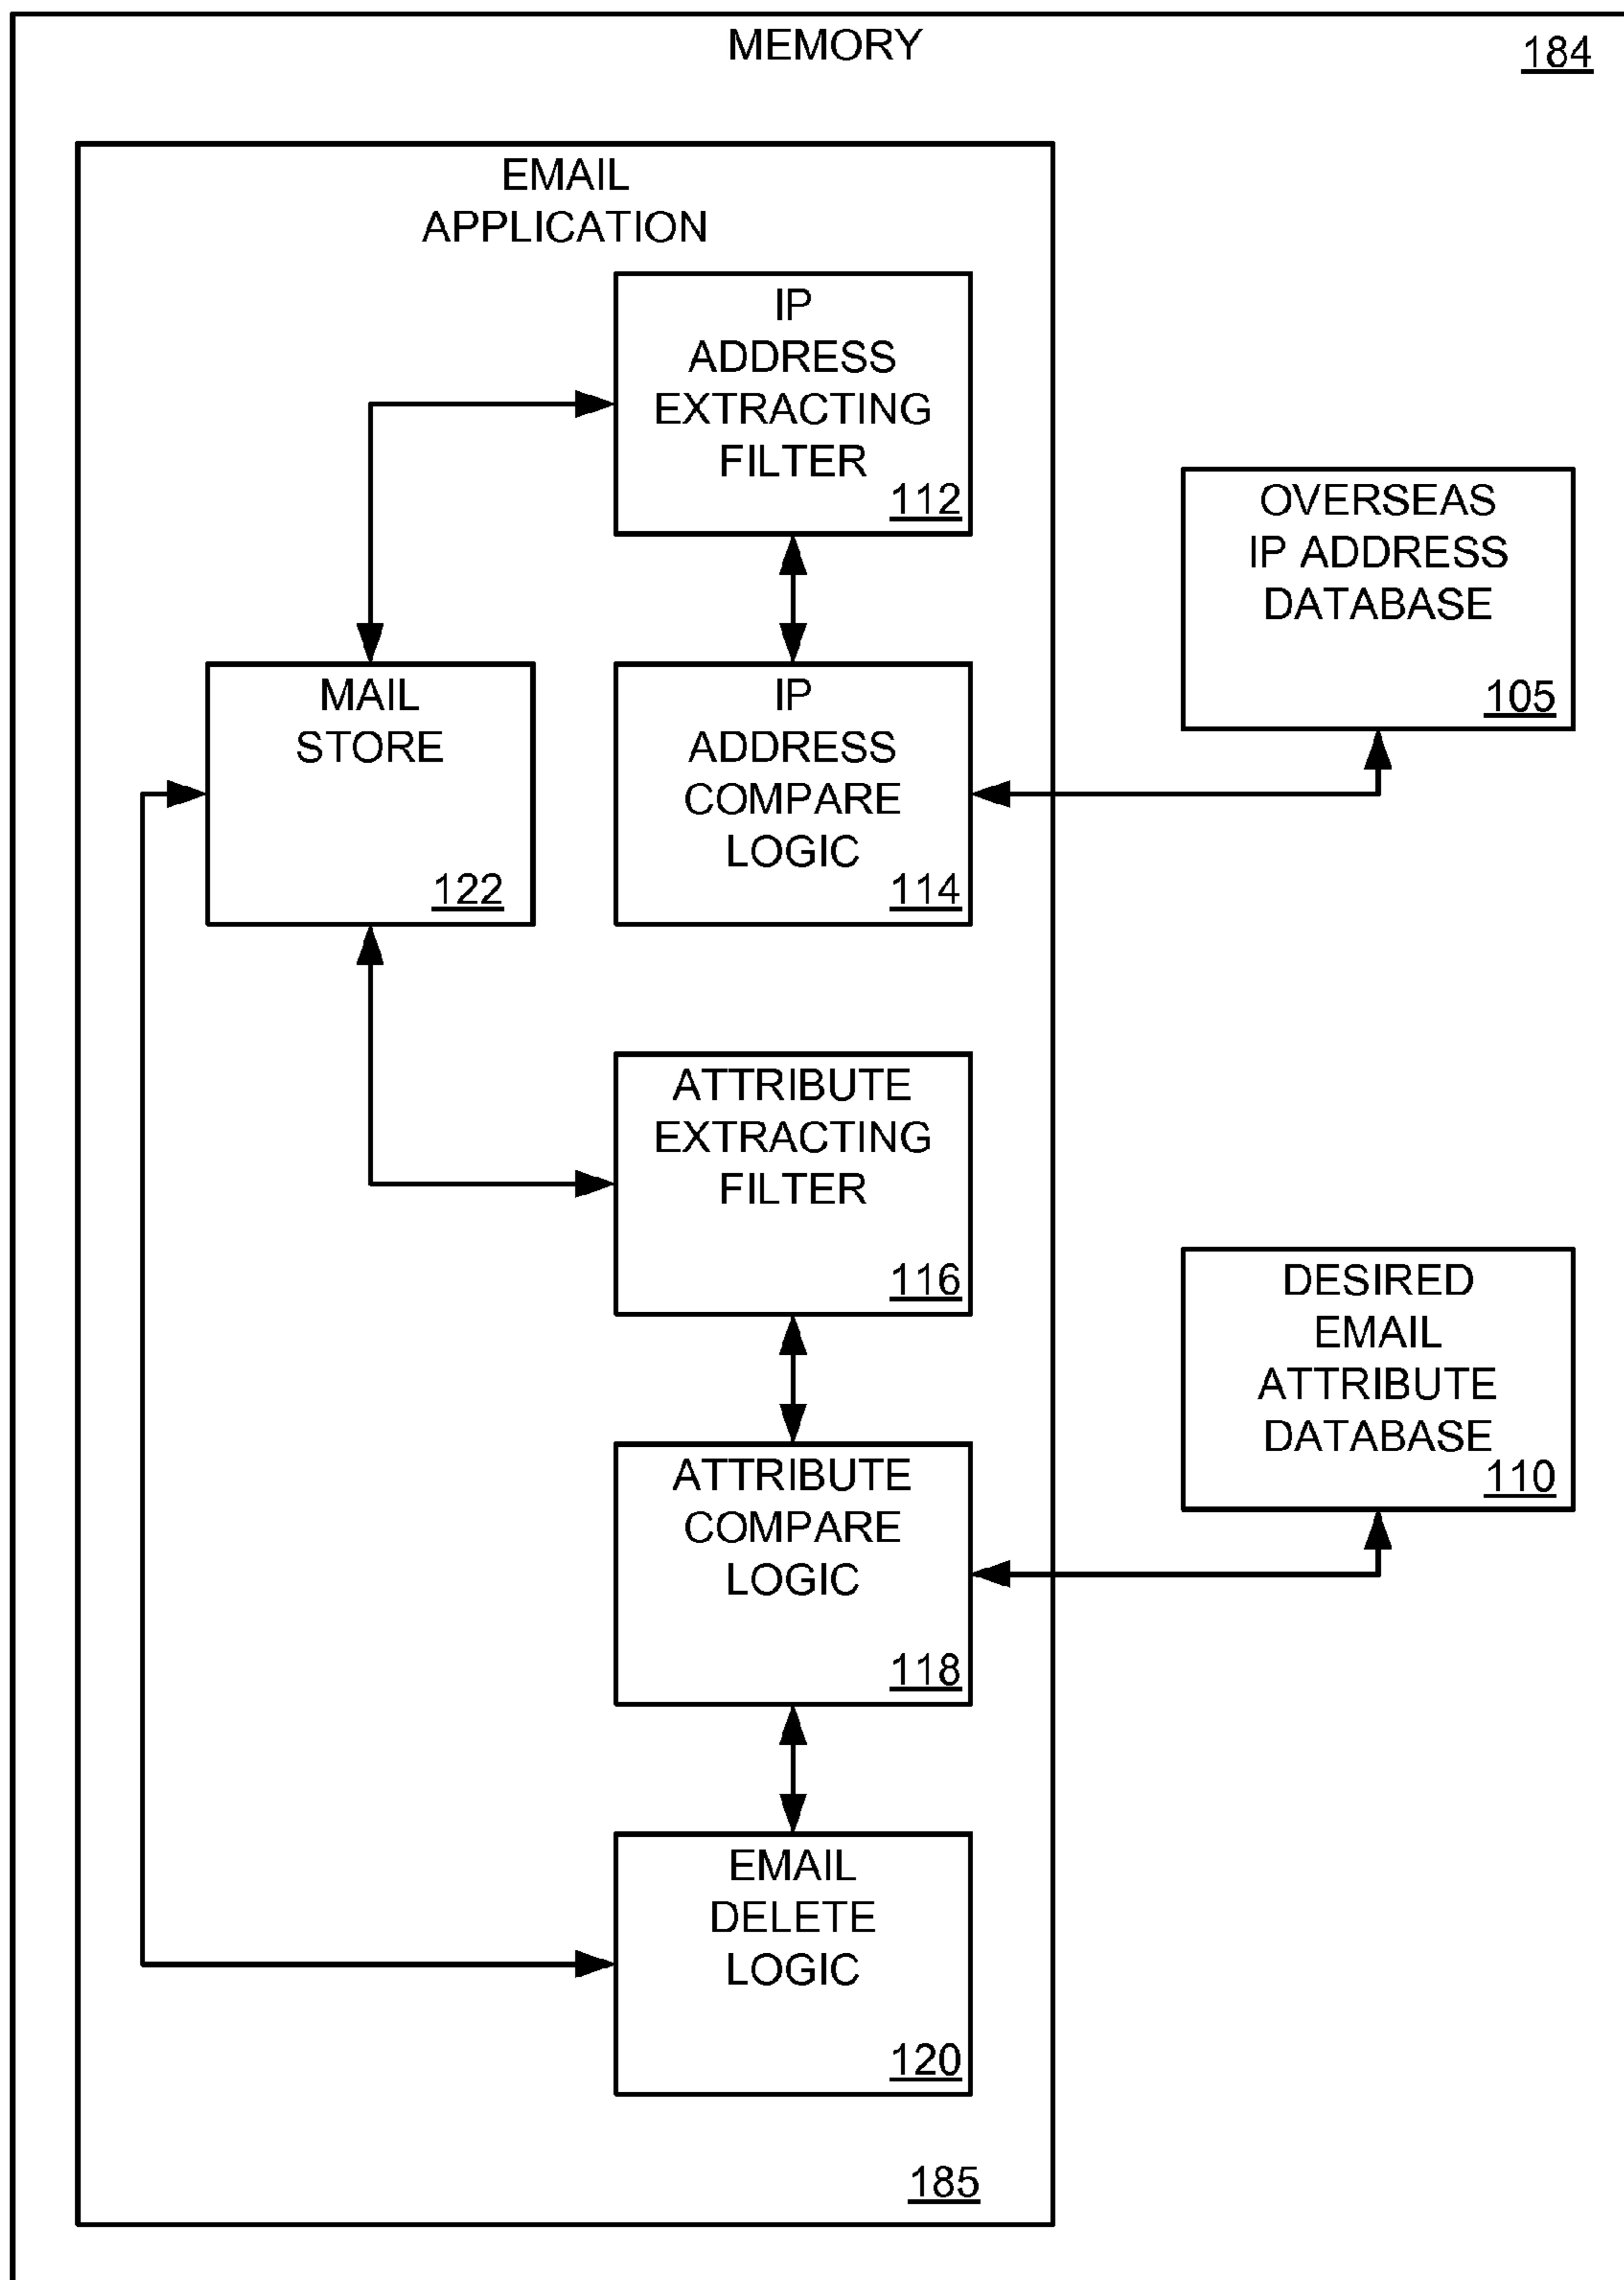 MEMORY
184
EMAIL
APPLICATION
IP
ADDRESS
EXTRACTING
FILTER
112
OVERSEAS
IP ADDRESS
DATABASE
105
MAIL
STORE
122
IP
ADDRESS
COMPARE
LOGIC
114
ATTRIBUTE
EXTRACTING
FILTER
116
DESIRED
EMAIL
ATTRIBUTE
DATABASE
110
ATTRIBUTE
COMPARE
LOGIC
118
EMAIL
DELETE
LOGIC
120
185